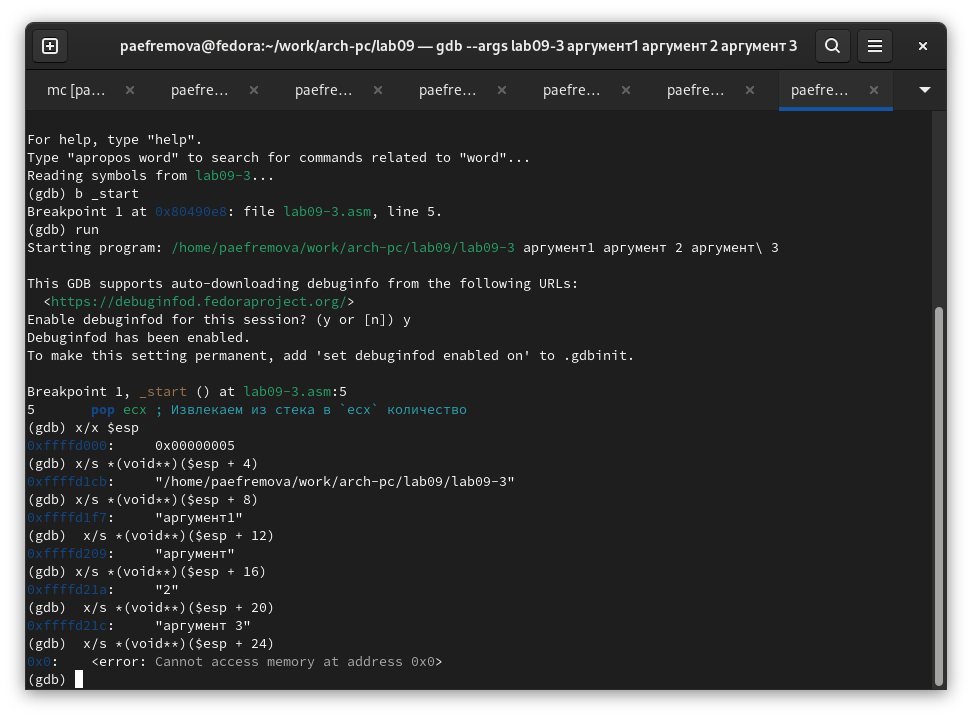 paefremova@fedora:~/work/arch-pc/lab09 — gdb --args lab09-3 аргумент1 аргумент 2 аргумент 3
mc [pa... paefre... paefre... paefre... paefre... paefre... paefre...
For help, type "help".
Type "apropos word" to search for commands related to "word"...
Reading symbols from lab09-3...
(gdb) b _start
Breakpoint 1 at 0x80490e8: file lab09-3.asm, line 5.
(gdb) run
Starting program: /home/paefremova/work/arch-pc/lab09/lab09-3 аргумент1 аргумент 2 аргумент\ 3
This GDB supports auto-downloading debuginfo from the following URLs:
<https://debuginfod.fedoraproject.org/>
Enable debuginfod for this session? (y or [n]) y
Debuginfod has been enabled.
To make this setting permanent, add 'set debuginfod enabled on' to .gdbinit.
Breakpoint 1, _start () at lab09-3.asm:5
5 pop ecx ; Извлекаем из стека в `ecx` количество
(gdb) x/x $esp
0xffffd000: 0x00000005
(gdb) x/s *(void**)($esp + 4)
0xffffd1cb: "/home/paefremova/work/arch-pc/lab09/lab09-3"
(gdb) x/s *(void**)($esp + 8)
0xffffd1f7: "аргумент1"
(gdb)  x/s *(void**)($esp + 12)
0xffffd209: "аргумент"
(gdb) x/s *(void**)($esp + 16)
0xffffd21a: "2"
(gdb)  x/s *(void**)($esp + 20)
0xffffd21c: "аргумент 3"
(gdb)  x/s *(void**)($esp + 24)
0x0: <error: Cannot access memory at address 0x0>
(gdb)